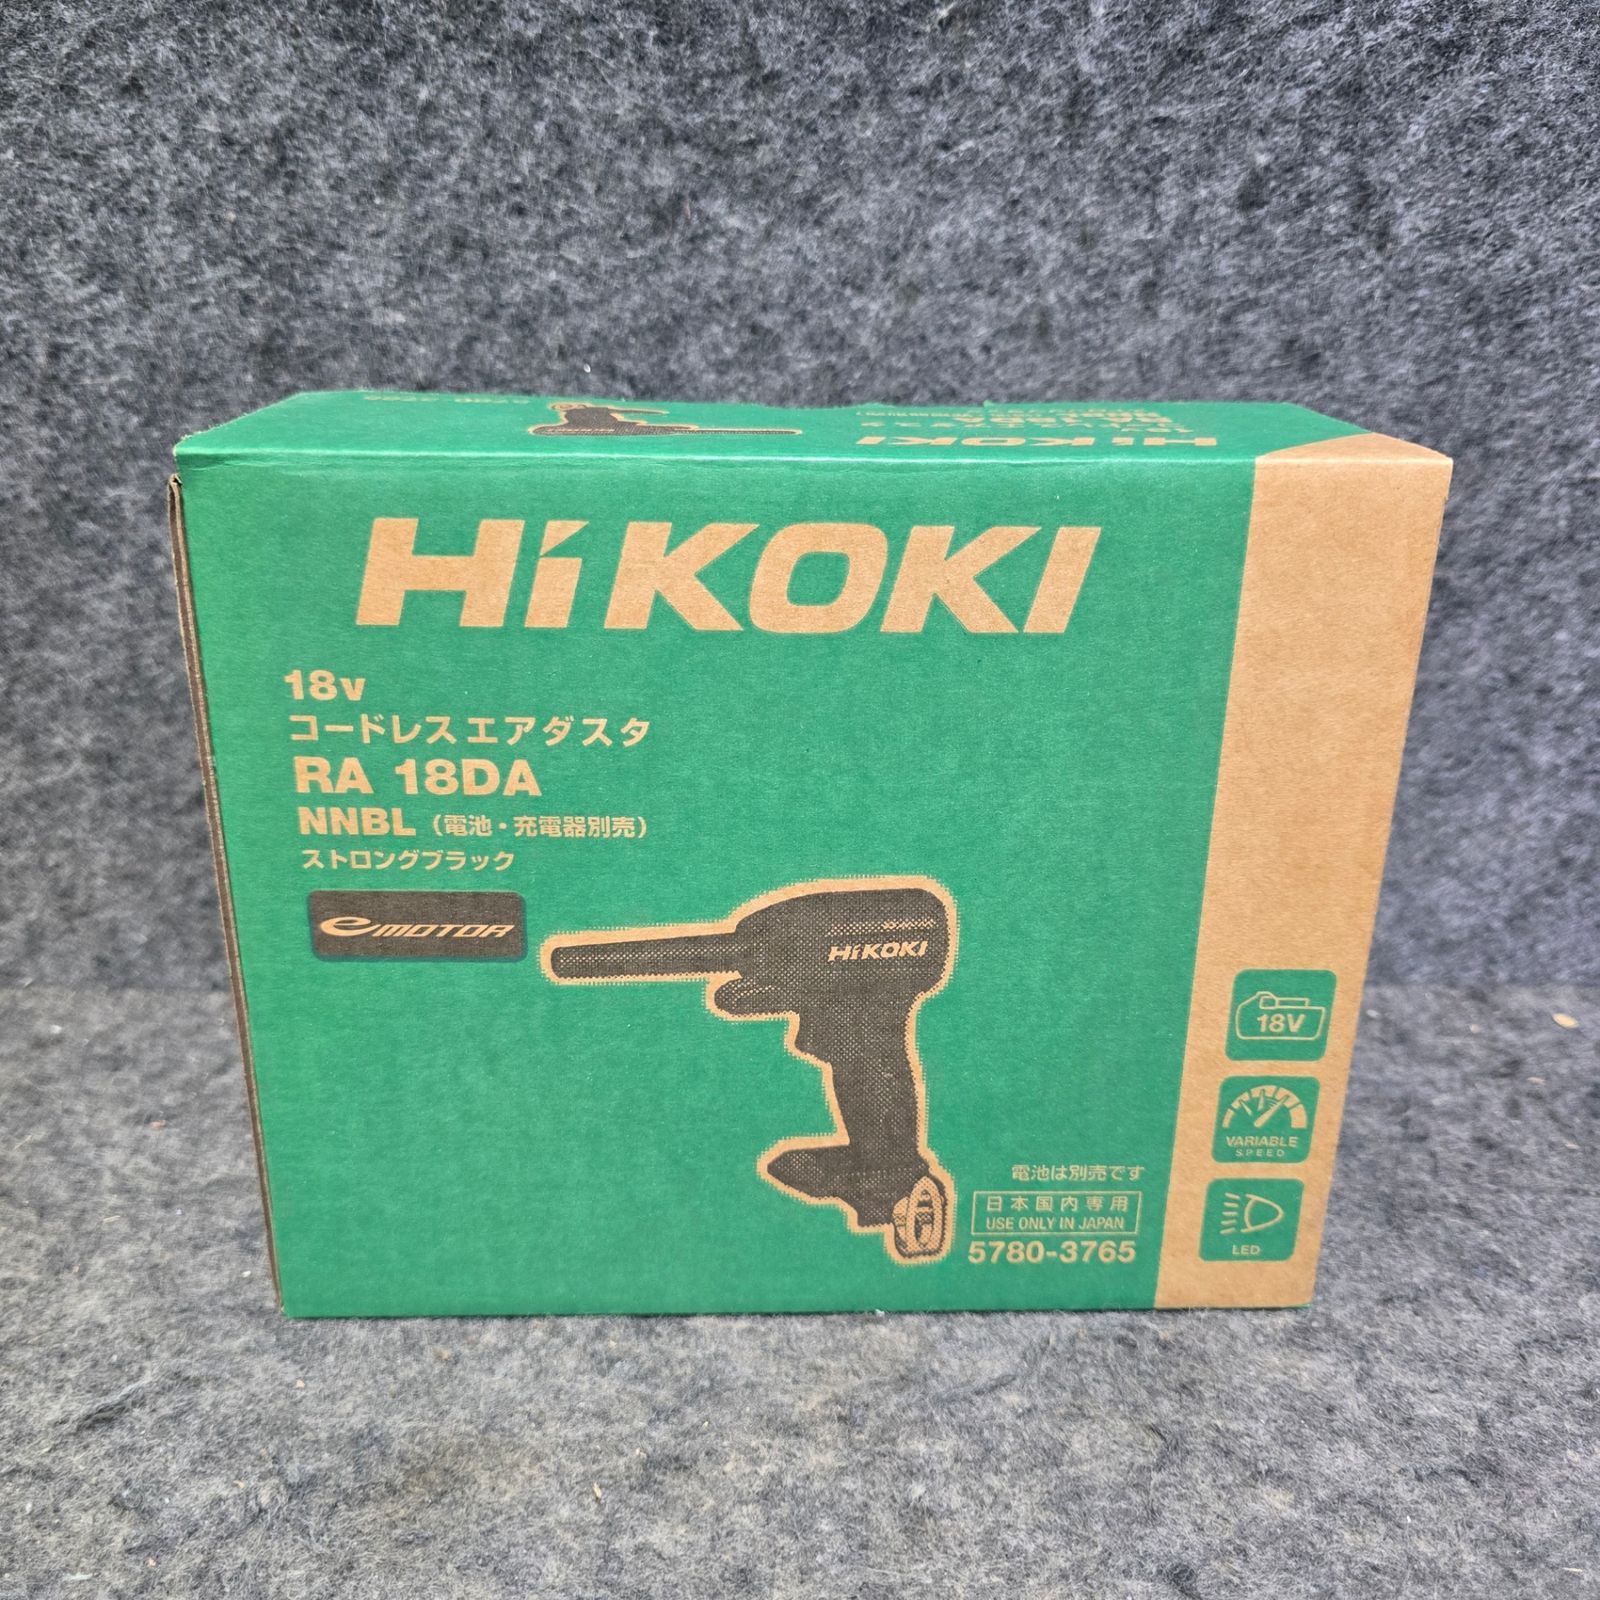 HiKOKI
HiKOKI
18V
コードレスエアダスタ
RA 18DA
NNBL（電池・充電器別売）
ストロングブラック
eMOTOR
HiKOKI
18V
VARIABLE
SPEED
電池は別売です
日本国内専用
USE ONLY IN JAPAN
5780-3765
LED